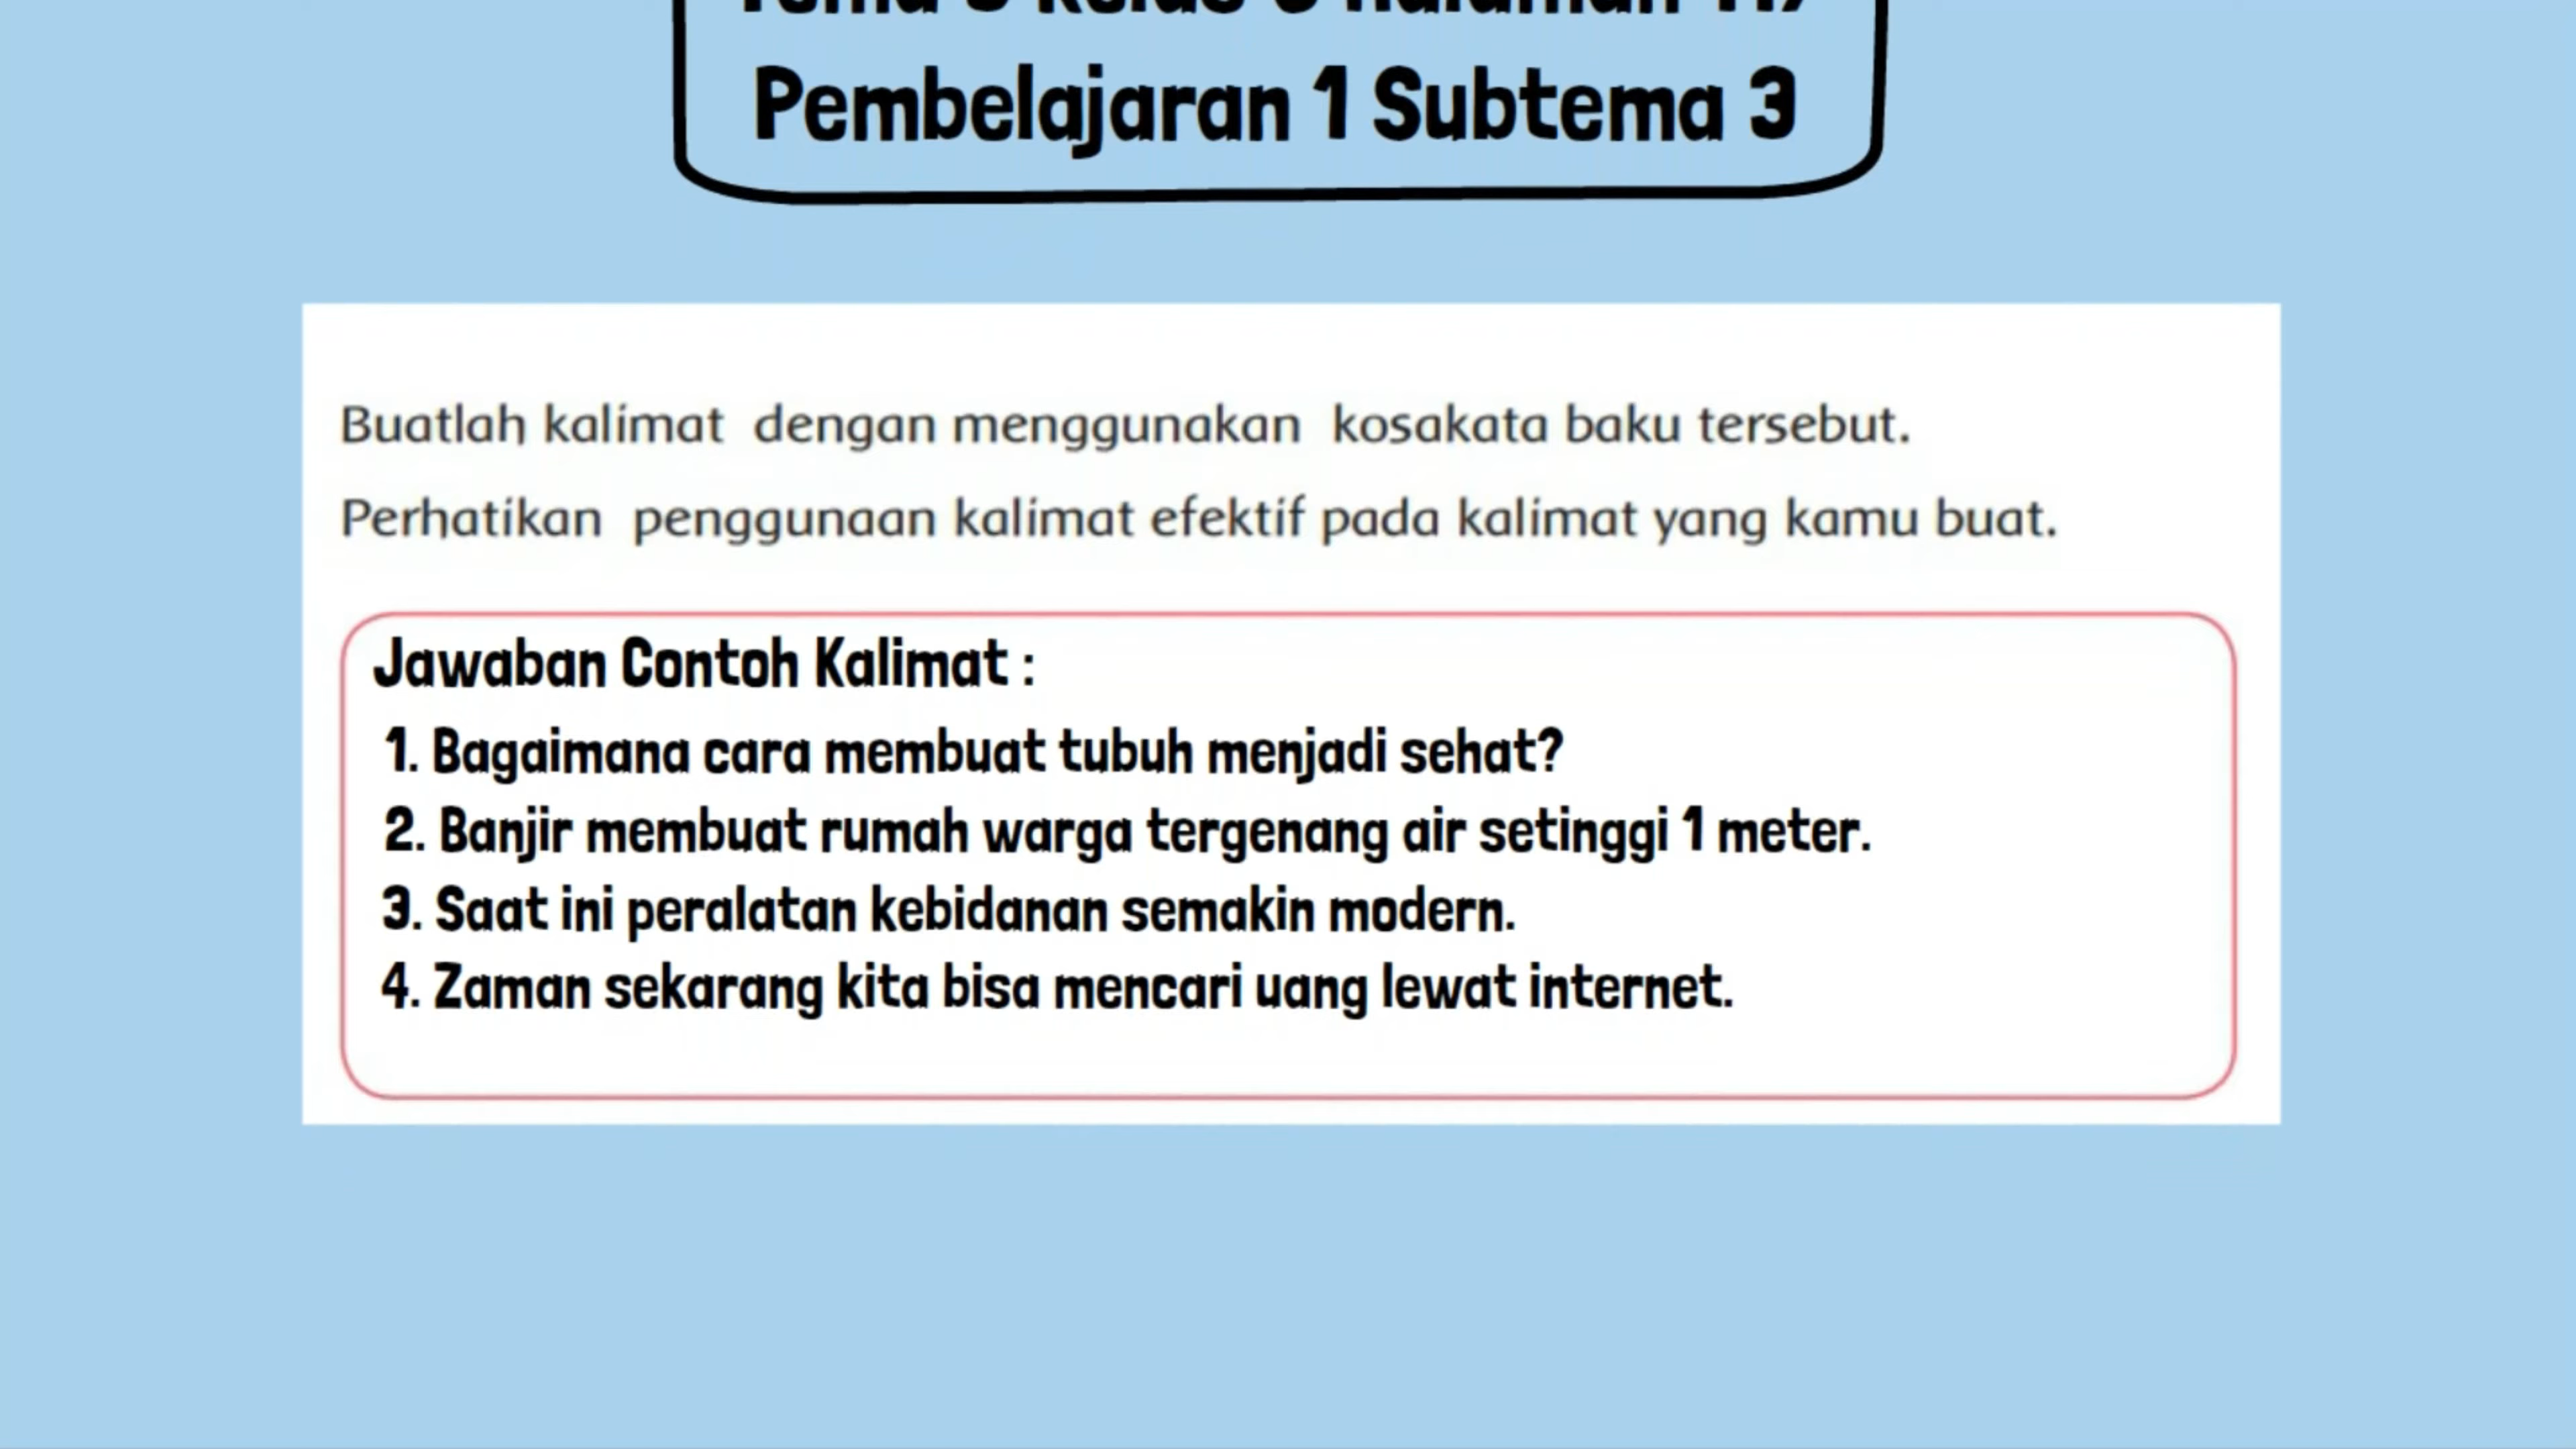 Pembelajaran 1 Subtema 3
Buatlah kalimat dengan menggunakan kosakata baku tersebut.
Perhatikan penggunaan kalimat efektif pada kalimat yang kamu buat.
Jawaban Contoh Kalimat :
1. Bagaimana cara membuat tubuh menjadi sehat?
2. Banjir membuat rumah warga tergenang air setinggi 1 meter.
3. Saat ini peralatan kebidanan semakin modern.
4. Zaman sekarang kita bisa mencari uang lewat internet.